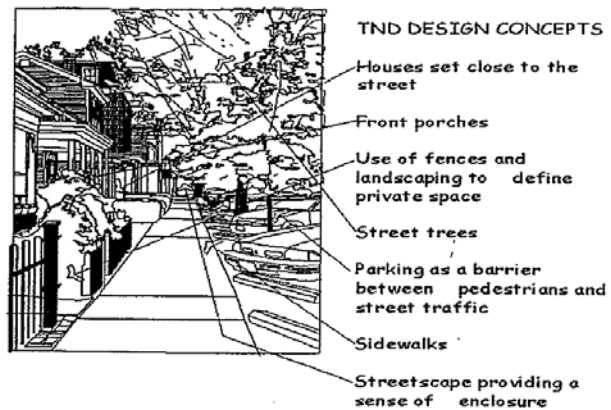 TND DESIGN CONCEPTS
Houses set close to the
street
Front porches
Use of fences and
landscaping to define
private space
Street trees
Parking as a barrier
between pedestrians and
street traffic
Sidewalks
Streetscape providing a
sense of enclosure